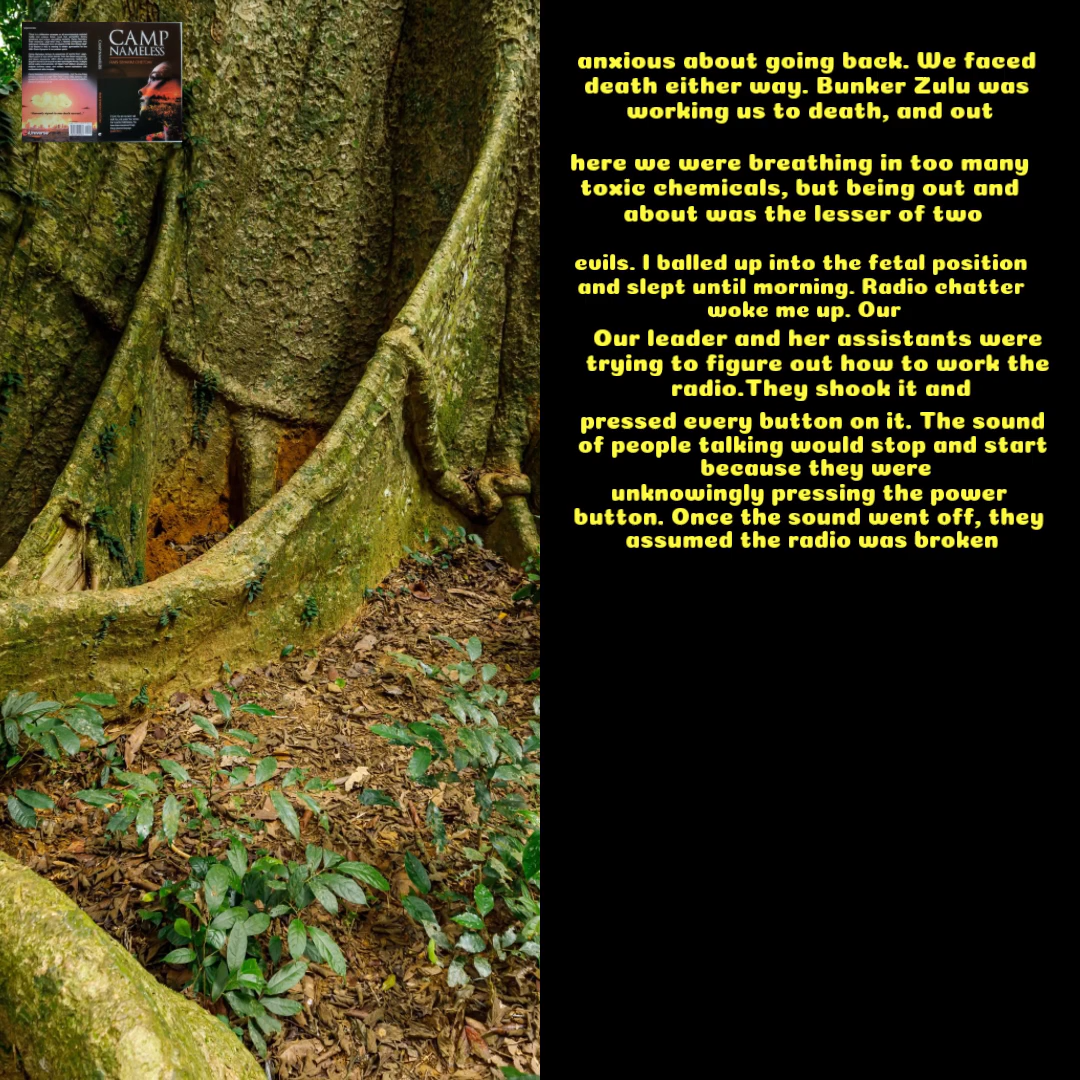 CAMP
NAMELESS
iUniverse
anxious about going back. We faced
death either way. Bunker Zulu was
working us to death, and out
here we were breathing in too many
toxic chemicals, but being out and
about was the lesser of two
evils. I balled up into the fetal position
and slept until morning. Radio chatter
woke me up. Our
Our leader and her assistants were
trying to figure out how to work the
radio.They shook it and
pressed every button on it. The sound
of people talking would stop and start
because they were
unknowingly pressing the power
button. Once the sound went off, they
assumed the radio was broken